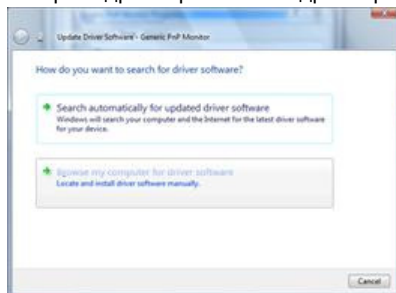 Update Driver Software - Generic PnP Monitor
How do you want to search for driver software?
Search automatically for updated driver software
Windows will search your computer and the Internet for the latest driver software
for your device.
Browse my computer for driver software
Locate and install driver software manually.
Cancel